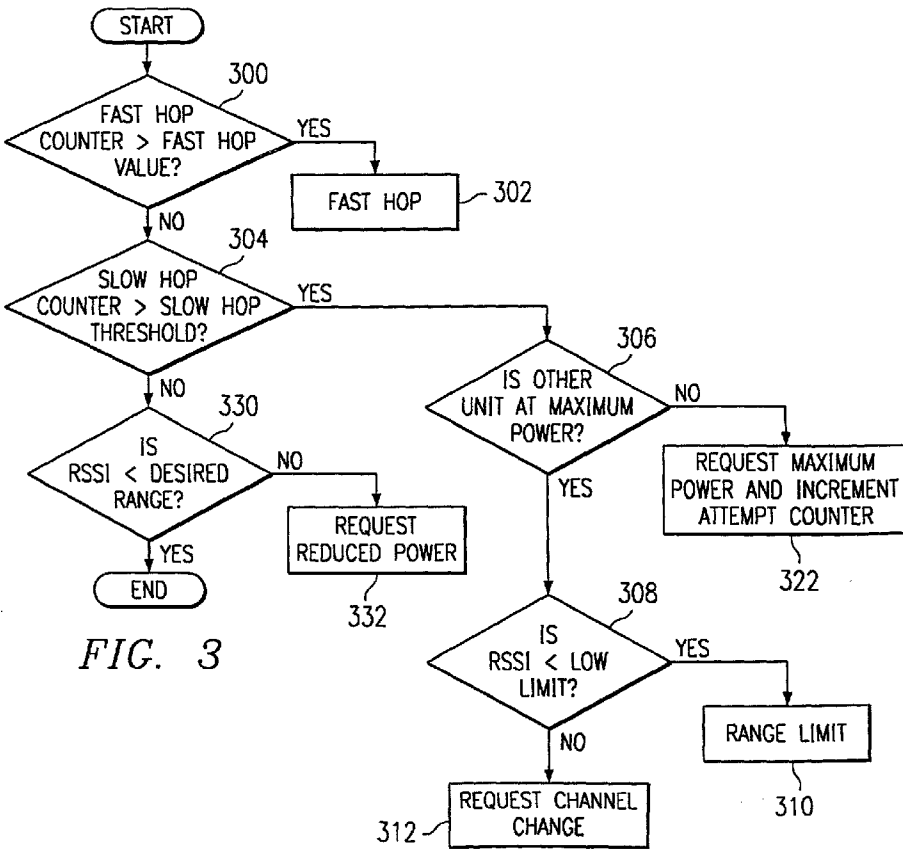 START
300
FAST HOP
COUNTER > FAST HOP
VALUE?
YES
FAST HOP
302
NO
304
SLOW HOP
COUNTER > SLOW HOP
THRESHOLD?
YES
306
IS OTHER
UNIT AT MAXIMUM
POWER?
NO
REQUEST MAXIMUM
POWER AND INCREMENT
ATTEMPT COUNTER
322
NO
330
IS
RSSI < DESIRED
RANGE?
NO
REQUEST
REDUCED POWER
332
YES
END
YES
308
IS
RSSI < LOW
LIMIT?
YES
RANGE LIMIT
310
NO
REQUEST CHANNEL
CHANGE
312
FIG. 3